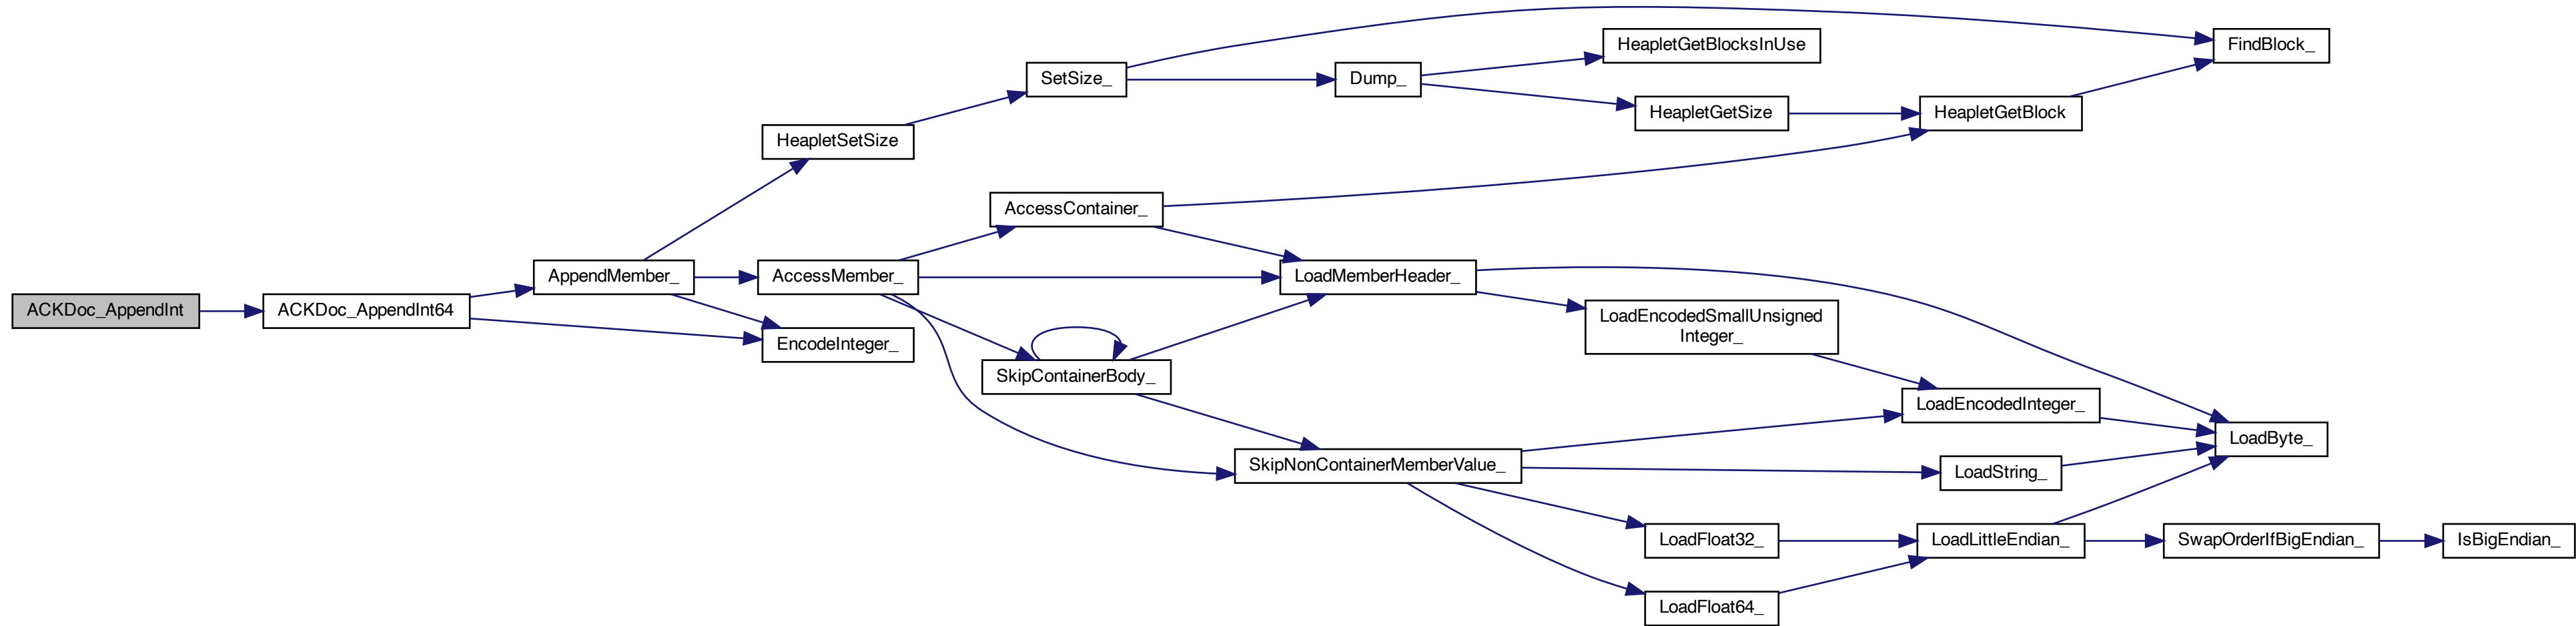 ACKDoc_AppendInt
ACKDoc_AppendInt64
AppendMember_
EncodeInteger_
HeapletSetSize
AccessMember_
SetSize_
AccessContainer_
SkipContainerBody_
Dump_
LoadMemberHeader_
SkipNonContainerMemberValue_
HeapletGetBlocksInUse
HeapletGetSize
LoadEncodedSmallUnsigned
Integer_
LoadFloat32_
LoadFloat64_
HeapletGetBlock
LoadEncodedInteger_
LoadString_
LoadLittleEndian_
FindBlock_
LoadByte_
SwapOrderIfBigEndian_
IsBigEndian_